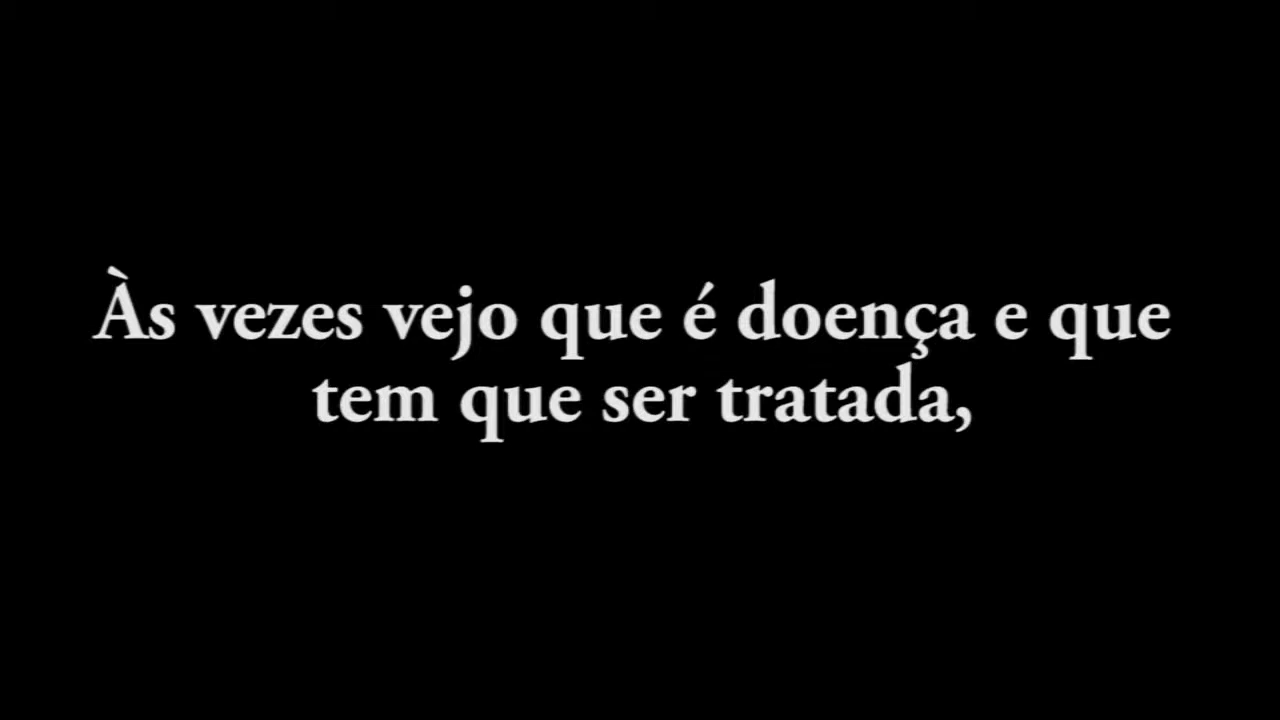 Às vezes vejo que é doença e que
tem que ser tratada,